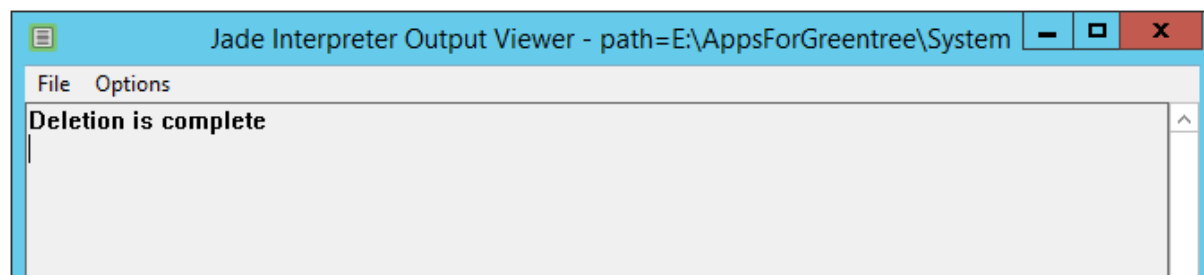 Jade Interpreter Output Viewer - path=E:\AppsForGreentree\System
File Options
Deletion is complete